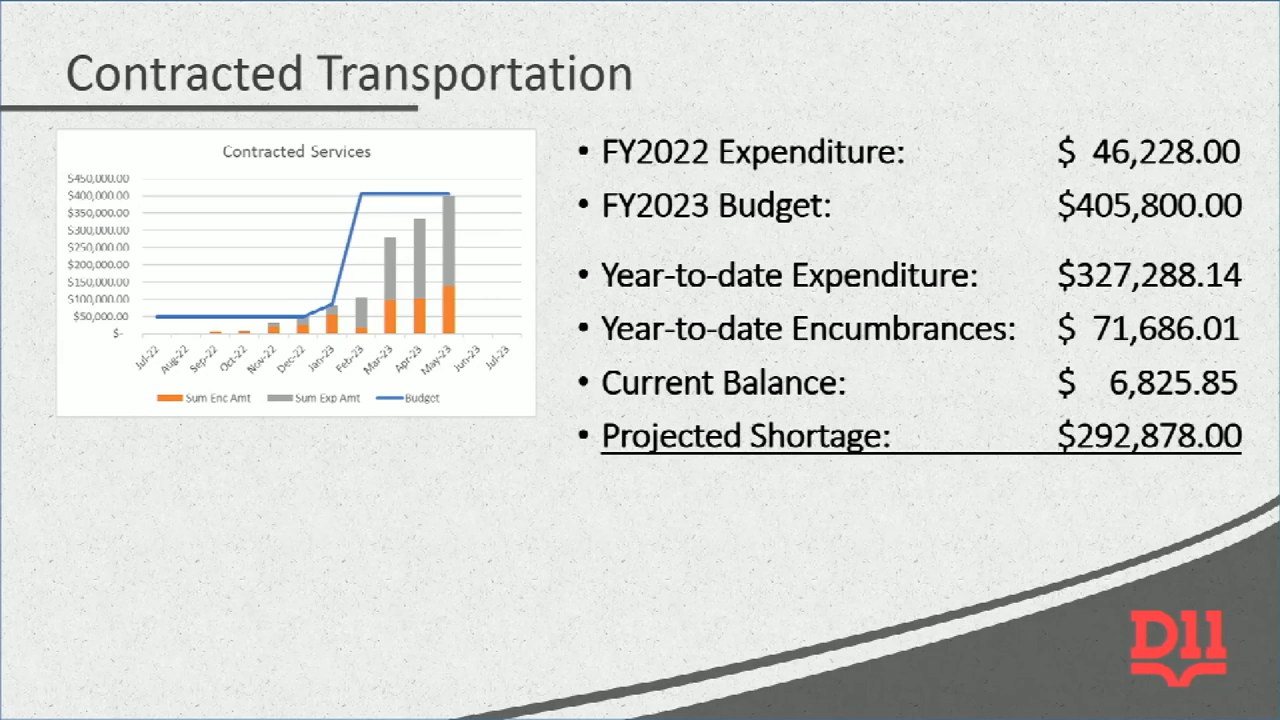 Contracted Transportation
Contracted Services
$450,000.00
$400,000.00
$350,000.00
$300,000.00
$250,000.00
$200,000.00
$150,000.00
$100,000.00
$50,000.00
$-
Jul-22 Aug-22 Sep-22 Oct-22 Nov-22 Dec-22 Jan-23 Feb-23 Mar-23 Apr-23 May-23 Jun-23 Jul-23
Sum Enc Amt Sum Exp Amt Budget
• FY2022 Expenditure: $ 46,228.00
• FY2023 Budget: $405,800.00
• Year-to-date Expenditure: $327,288.14
• Year-to-date Encumbrances: $ 71,686.01
• Current Balance: $ 6,825.85
• Projected Shortage: $292,878.00
D11